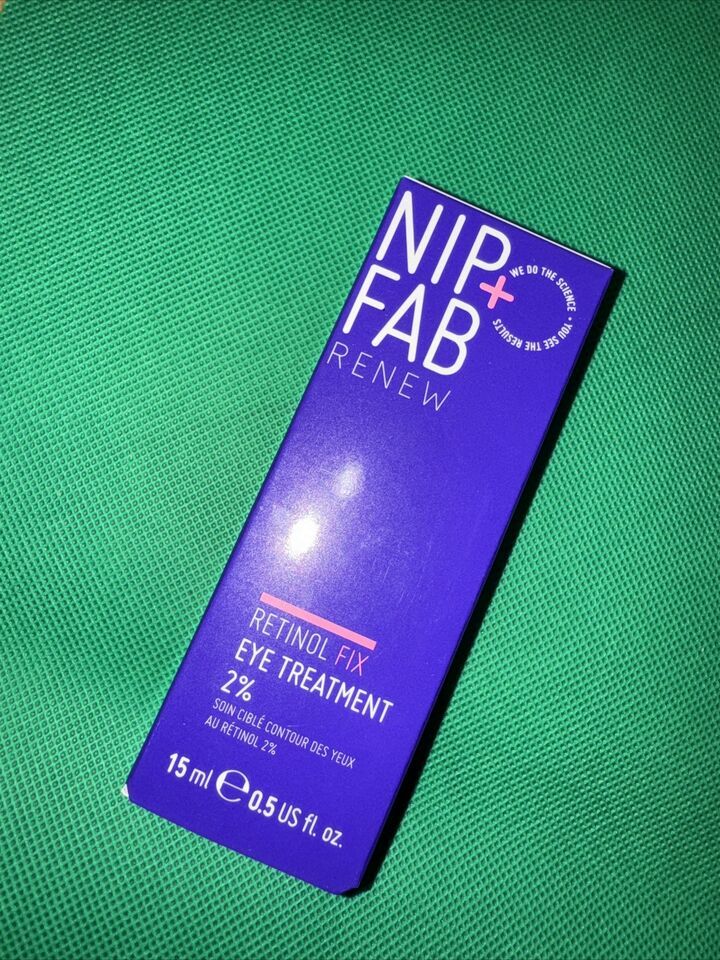 NIP+
FAB
RENEW
WE DO THE SCIENCE • YOU SEE THE RESULTS
RETINOL FIX
EYE TREATMENT
2%
SOIN CIBLÉ CONTOUR DES YEUX
AU RÉTINOL 2%
15 ml ℮ 0.5 US fl. oz.